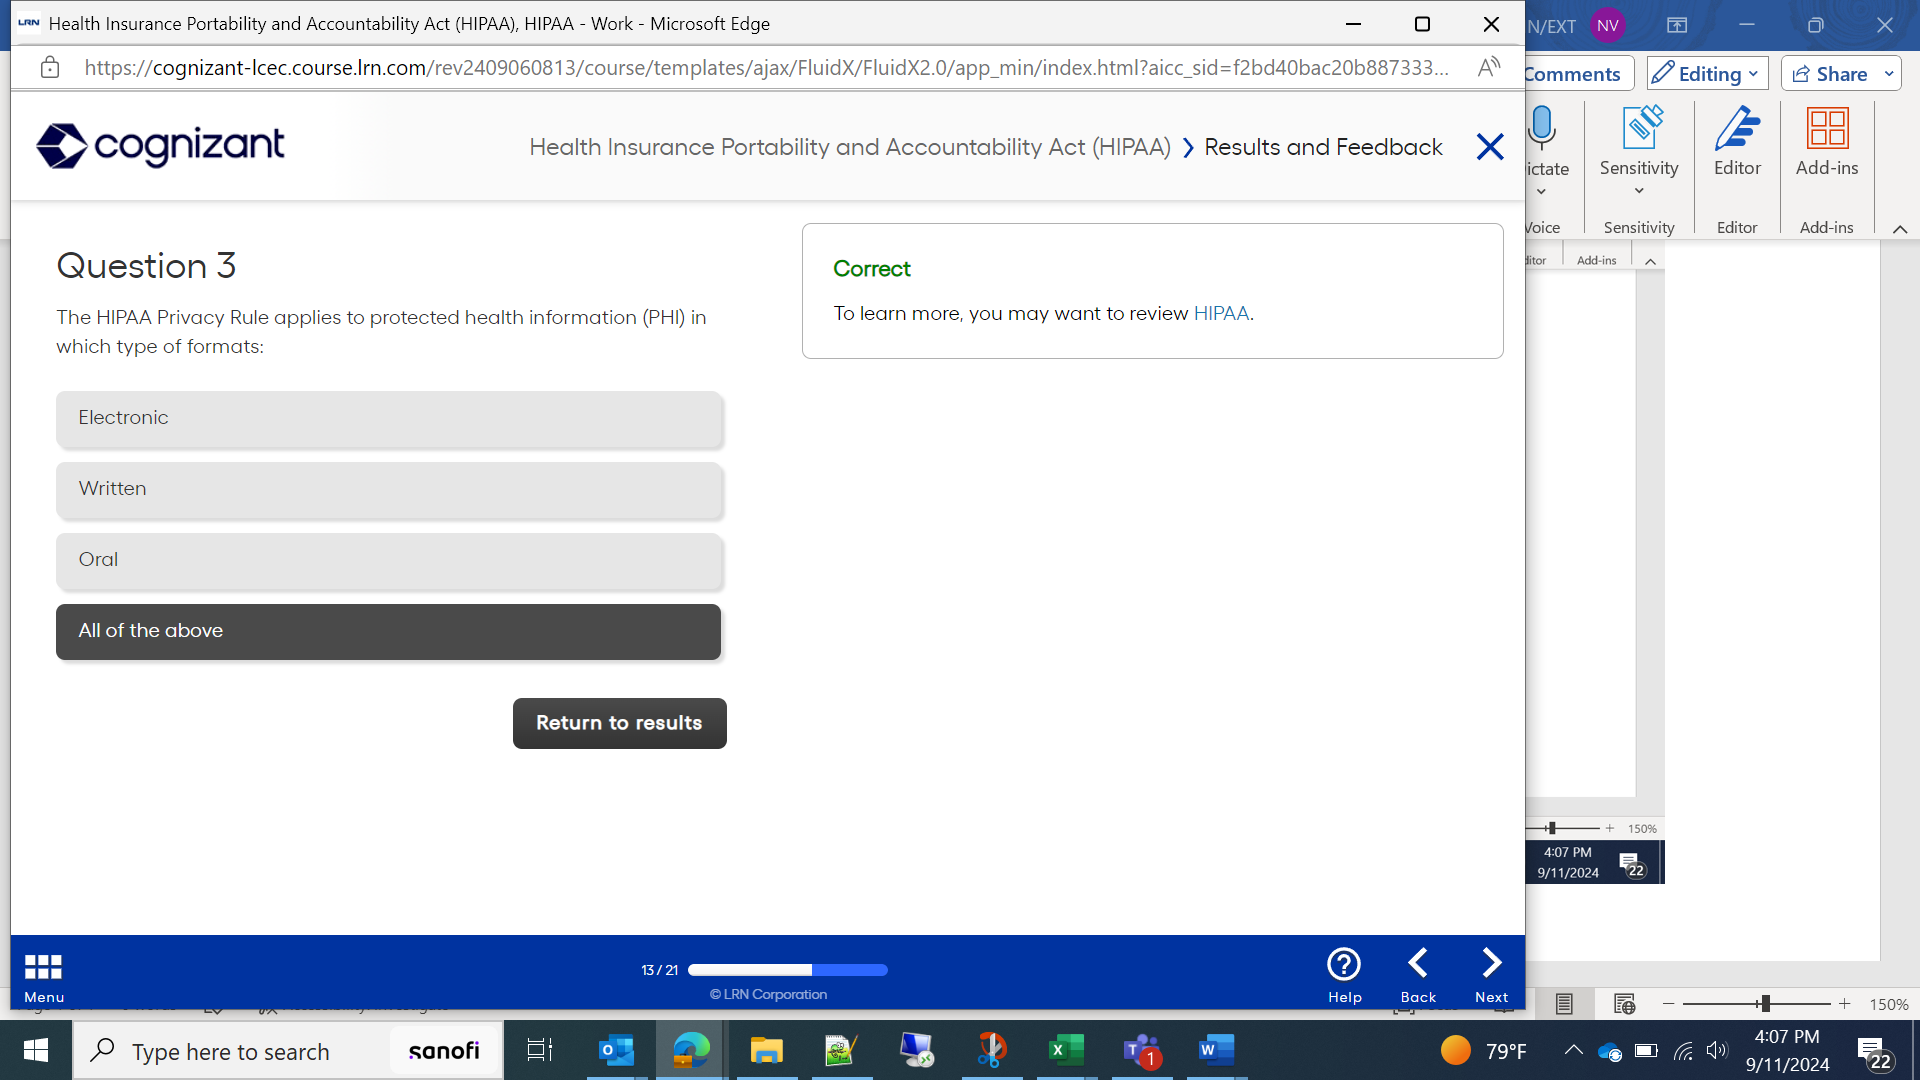 LRN Health Insurance Portability and Accountability Act (HIPAA), HIPAA - Work - Microsoft Edge
N/EXT NV
https://cognizant-lcec.course.lrn.com/rev2409060813/course/templates/ajax/FluidX/FluidX2.0/app_min/index.html?aicc_sid=f2bd40bac20b887333...
Comments Editing Share
cognizant
Health Insurance Portability and Accountability Act (HIPAA) Results and Feedback
ictate Sensitivity Editor Add-ins
Voice Sensitivity Editor Add-ins
ditor Add-ins
Question 3
The HIPAA Privacy Rule applies to protected health information (PHI) in
which type of formats:
Electronic
Written
Oral
All of the above
Return to results
Correct
To learn more, you may want to review HIPAA.
150%
4:07 PM
9/11/2024
22
Menu
13 / 21
© LRN Corporation
Help Back Next
150%
Type here to search
sanofi
1
79°F
4:07 PM
9/11/2024
22